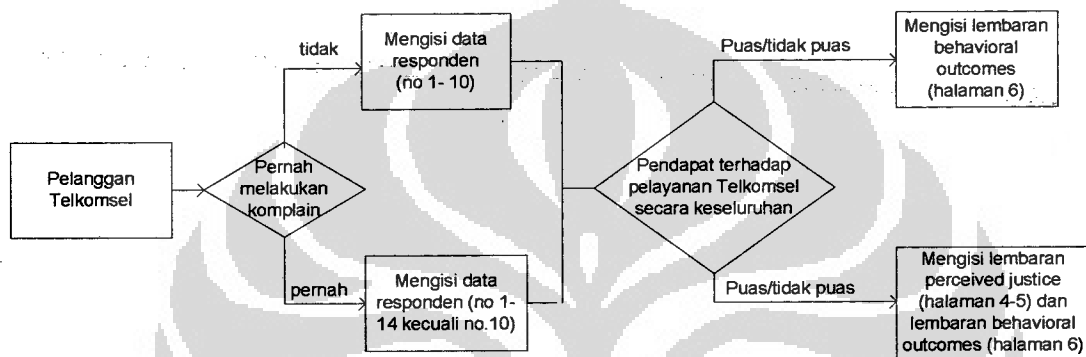 Pelanggan
Telkomsel
Pernah
melakukan
komplain
tidak
Mengisi data
responden
(no 1- 10)
pernah
Mengisi data
responden (no 1-
14 kecuali no.10)
Pendapat terhadap
pelayanan Telkomsel
secara keseluruhan
Puas/tidak puas
Mengisi lembaran
behavioral
outcomes
(halaman 6)
Puas/tidak puas
Mengisi lembaran
perceived justice
(halaman 4-5) dan
lembaran behavioral
outcomes (halaman 6)